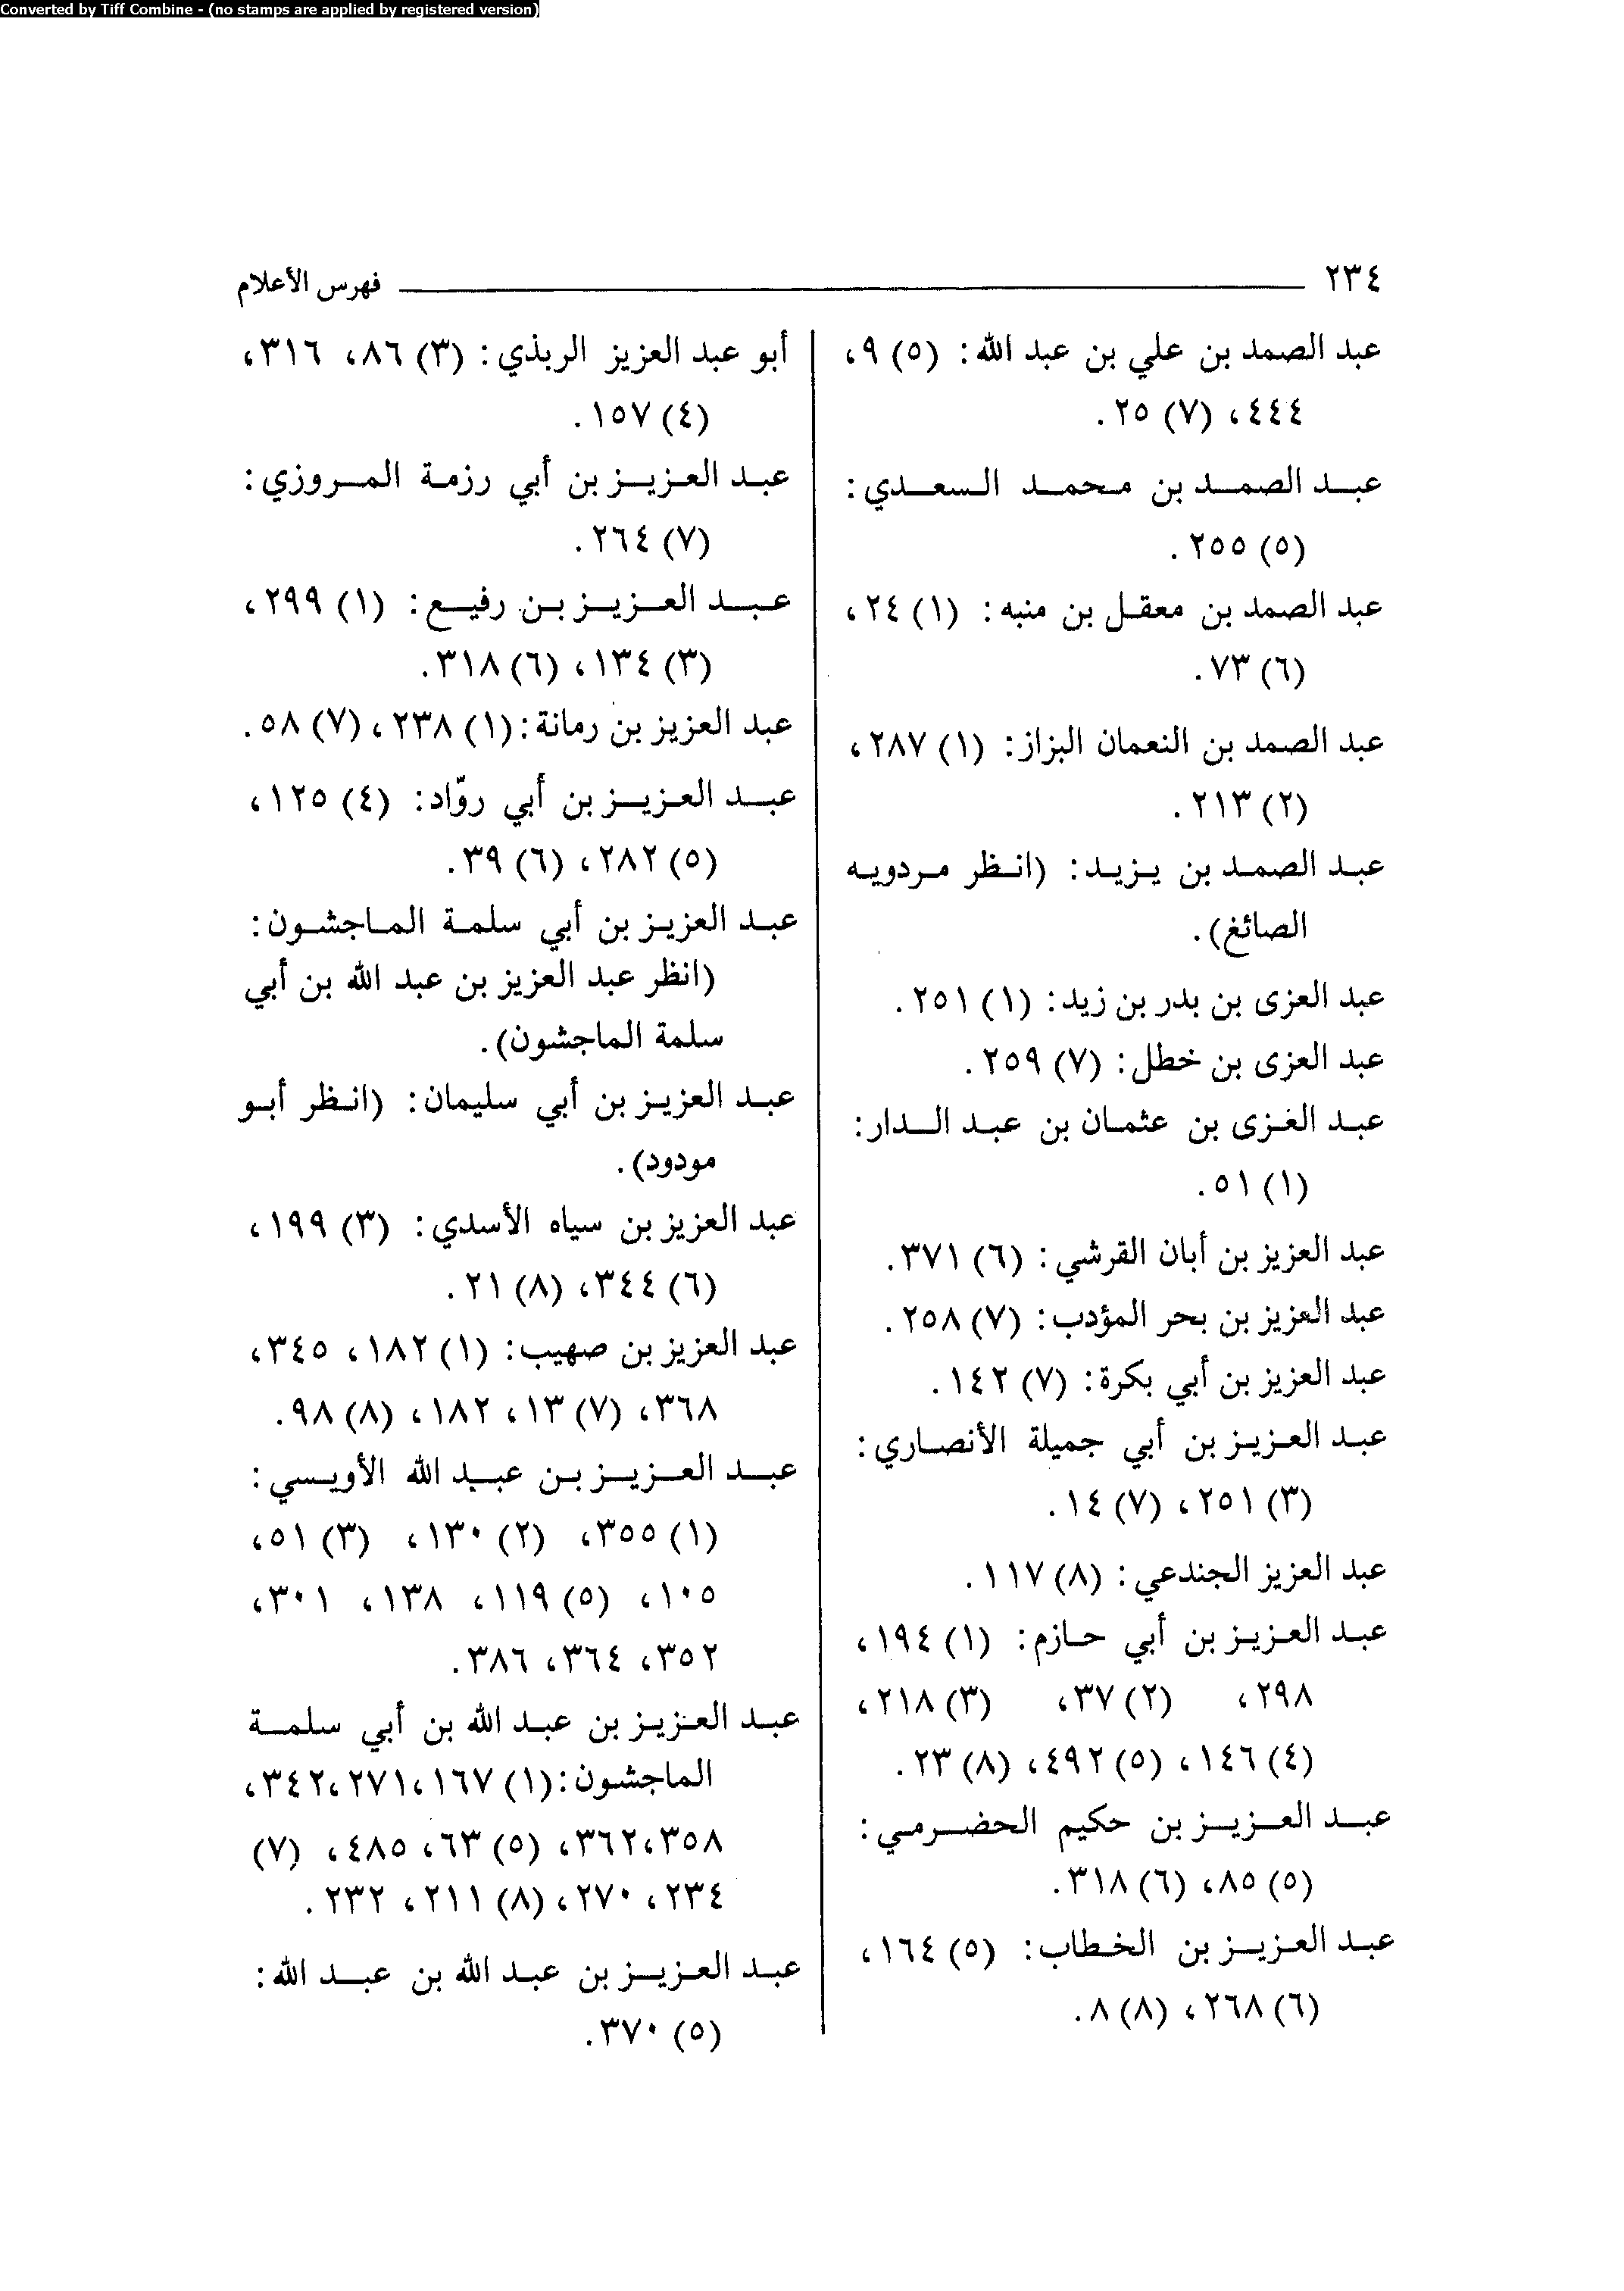 Converted by Tiff Combine - (no stamps are applied by registered version)
٢٣٤ فهرس الأعلام
عبد الصمد بن علي بن عبد الله: (٥) ٩،
٤٤٤، (٧) ٢٥.
عبد الصمد بن محمد السعدي:
(٥) ٢٥٥.
عبد الصمد بن معقل بن منبه: (١) ٢٤،
(٦) ٧٣.
عبد الصمد بن النعمان البزاز: (١) ٢٨٧،
(٢) ٢١٣.
عبد الصمد بن يزيد: (انظر مردويه
الصائغ).
عبد العزى بن بدر بن زيد: (١) ٢٥١.
عبد العزى بن خطل: (٧) ٢٥٩.
عبد الغزى بن عثمان بن عبد الدار:
(١) ٥١.
عبد العزيز بن أبان القرشي: (٦) ٣٧١.
عبد العزيز بن بحر المؤدب: (٧) ٢٥٨.
عبد العزيز بن أبي بكرة: (٧) ١٤٢.
عبد العزيز بن أبي جميلة الأنصاري:
(٣) ٢٥١، (٧) ١٤.
عبد العزيز الجندعي: (٨) ١١٧.
عبد العزيز بن أبي حازم: (١) ١٩٤،
٢٩٨، (٢) ٣٧، (٣) ٢١٨،
(٤) ١٤٦، (٥) ٤٩٢، (٨) ٢٣.
عبد العزيز بن حكيم الحضرمي:
(٥) ٨٥، (٦) ٣١٨.
عبد العزيز بن الخطاب: (٥) ١٦٤،
(٦) ٢٦٨، (٨) ٨.
أبو عبد العزيز الربذي: (٣) ٨٦، ٣١٦،
(٤) ١٥٧.
عبد العزيز بن أبي رزمة المروزي:
(٧) ٢٦٤.
عبد العزيز بن رفيع: (١) ٢٩٩،
(٣) ١٣٤، (٦) ٣١٨.
عبد العزيز بن رمانة: (١) ٢٣٨، (٧) ٥٨.
عبد العزيز بن أبي روّاد: (٤) ١٢٥،
(٥) ٢٨٢، (٦) ٣٩.
عبد العزيز بن أبي سلمة الماجشون:
(انظر عبد العزيز بن عبد الله بن أبي
سلمة الماجشون).
عبد العزيز بن أبي سليمان: (انظر أبو
مودود).
عبد العزيز بن سياه الأسدي: (٣) ١٩٩،
(٦) ٣٤٤، (٨) ٢١.
عبد العزيز بن صهيب: (١) ١٨٢، ٣٤٥،
٣٦٨، (٧) ١٣، ١٨٢، (٨) ٩٨.
عبد العزيز بن عبد الله الأويسي:
(١) ٣٥٥، (٢) ١٣٠، (٣) ٥١،
١٠٥، (٥) ١١٩، ١٣٨، ٣٠١،
٣٥٢، ٣٦٤، ٣٨٦.
عبد العزيز بن عبد الله بن أبي سلمة
الماجشون: (١) ١٦٧، ٢٧١، ٣٤٢،
٣٥٨، ٣٦٢، (٥) ٦٣، ٤٨٥، (٧)
٢٣٤، ٢٧٠، (٨) ٢١١، ٢٣٢.
عبد العزيز بن عبد الله بن عبد الله:
(٥) ٣٧٠.